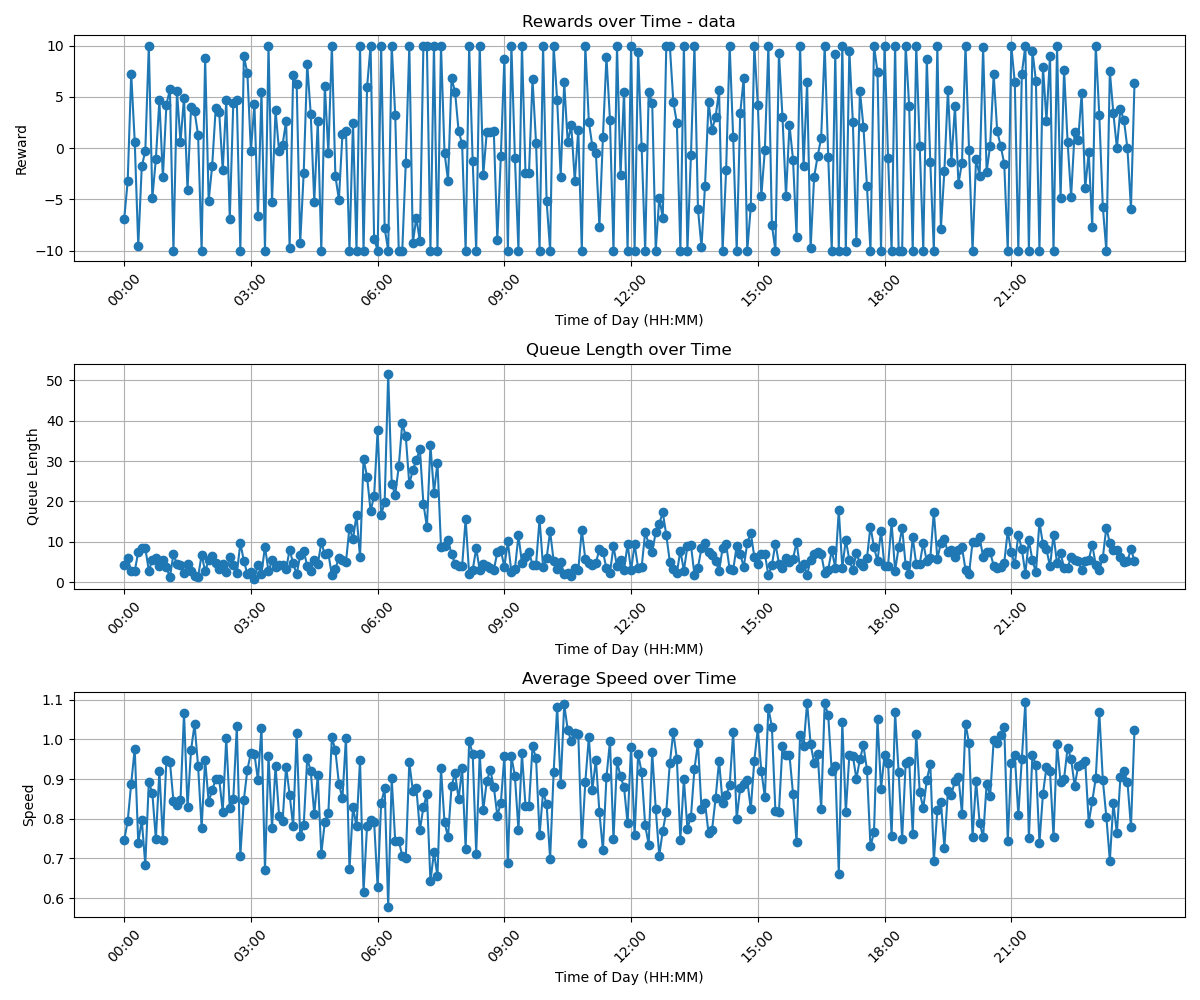 Rewards over Time - data
10
5
0
−5
−10
Reward
00:00 03:00 06:00 09:00 12:00 15:00 18:00 21:00
Time of Day (HH:MM)
Queue Length over Time
50
40
30
20
10
0
Queue Length
00:00 03:00 06:00 09:00 12:00 15:00 18:00 21:00
Time of Day (HH:MM)
Average Speed over Time
1.1
1.0
0.9
0.8
0.7
0.6
Speed
00:00 03:00 06:00 09:00 12:00 15:00 18:00 21:00
Time of Day (HH:MM)